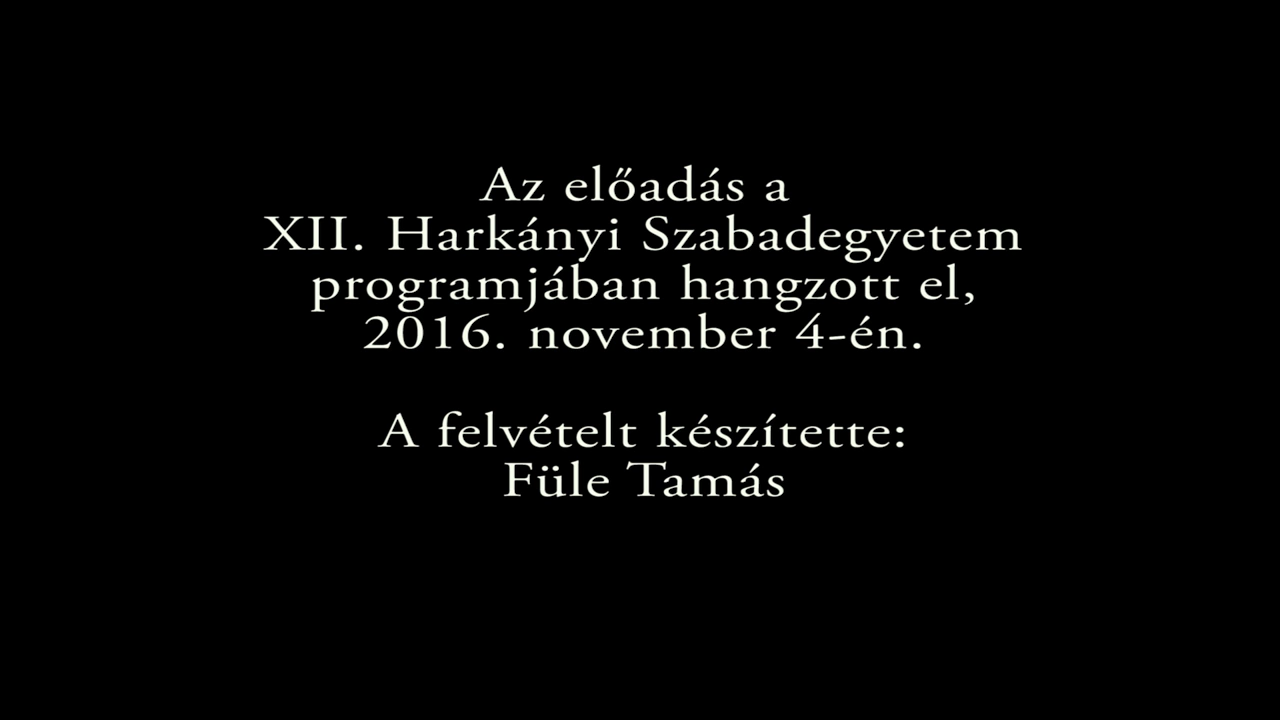 Az előadás a
XII. Harkányi Szabadegyetem
programjában hangzott el,
2016. november 4-én.
A felvételt készítette:
Füle Tamás